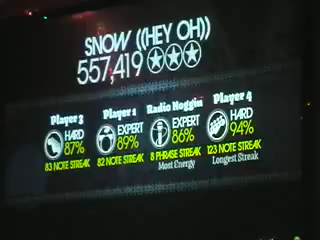 SNOW ((HEY OH))
557,419
Player 3
HARD
87%
83 NOTE STREAK
Player 1
EXPERT
89%
82 NOTE STREAK
Radio Noggin
EXPERT
86%
8 PHRASE STREAK
Most Energy
Player 4
HARD
94%
123 NOTE STREAK
Longest Streak